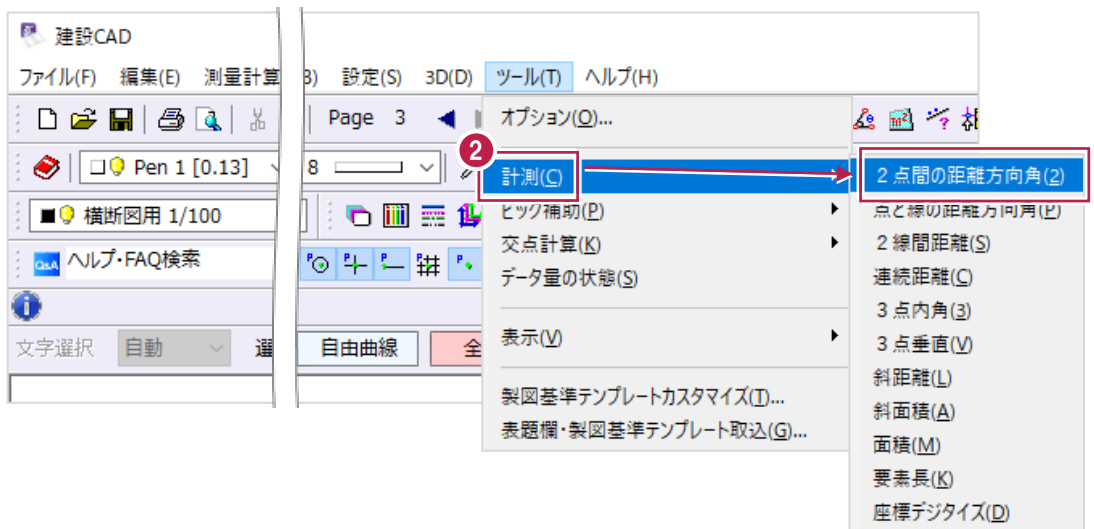 建設CAD
ファイル(F) 編集(E) 測量計算 B) 設定(S) 3D(D) ツール(T) ヘルプ(H)
Page 3
オプション(O)...
Pen 1 [0.13] 8
2
計測(C)
2点間の距離方向角(2)
横断図用 1/100
ピック補助(P)
点と線の距離方向角(P)
交点計算(K)
2線間距離(S)
Q&A ヘルプ・FAQ検索
データ量の状態(S)
連続距離(C)
3点内角(3)
文字選択 自動 選 自由曲線 全
表示(V)
3点垂直(V)
斜距離(L)
製図基準テンプレートカスタマイズ(T)...
斜面積(A)
表題欄・製図基準テンプレート取込(G)...
面積(M)
要素長(K)
座標デジタイズ(D)